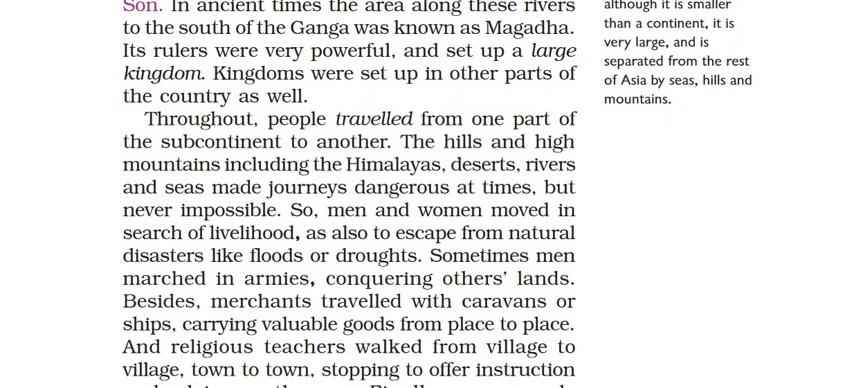 Son. In ancient times the area along these rivers
to the south of the Ganga was known as Magadha.
Its rulers were very powerful, and set up a large
kingdom. Kingdoms were set up in other parts of
the country as well.
Throughout, people travelled from one part of
the subcontinent to another. The hills and high
mountains including the Himalayas, deserts, rivers
and seas made journeys dangerous at times, but
never impossible. So, men and women moved in
search of livelihood, as also to escape from natural
disasters like floods or droughts. Sometimes men
marched in armies, conquering others’ lands.
Besides, merchants travelled with caravans or
ships, carrying valuable goods from place to place.
And religious teachers walked from village to
village, town to town, stopping to offer instruction
although it is smaller
than a continent, it is
very large, and is
separated from the rest
of Asia by seas, hills and
mountains.